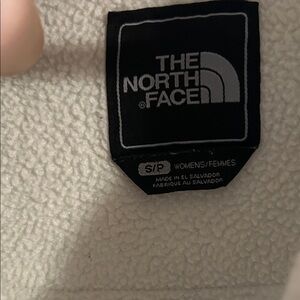 THE
NORTH
FACE
®
S/P WOMENS/FEMMES
MADE IN EL SALVADOR
FABRIQUE AU SALVADOR